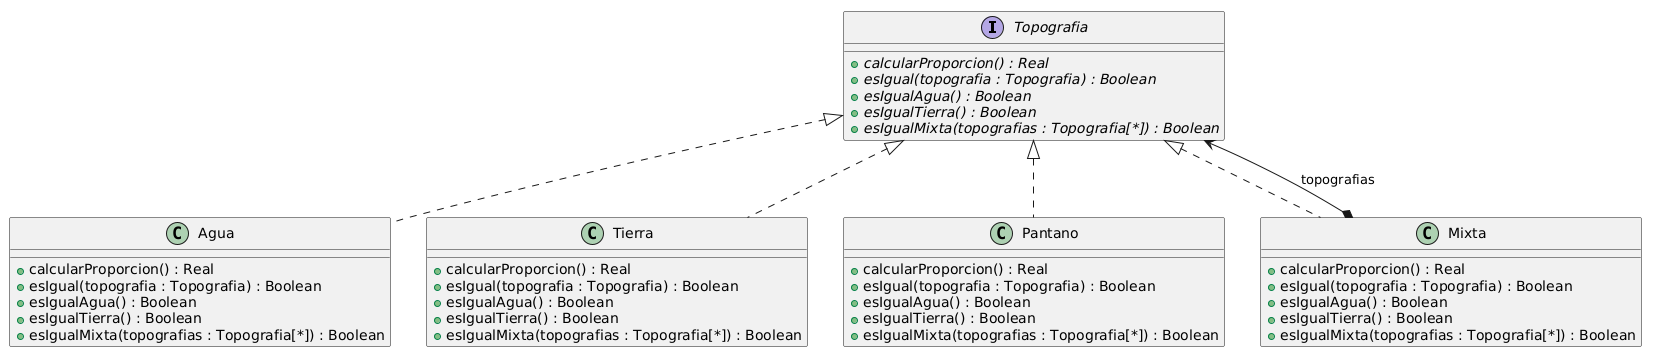 I Topografia
calcularProporcion() : Real
esIgual(topografia : Topografia) : Boolean
esIgualAgua() : Boolean
esIgualTierra() : Boolean
esIgualMixta(topografias : Topografia[*]) : Boolean
topografias
C Agua
calcularProporcion() : Real
esIgual(topografia : Topografia) : Boolean
esIgualAgua() : Boolean
esIgualTierra() : Boolean
esIgualMixta(topografias : Topografia[*]) : Boolean
C Tierra
calcularProporcion() : Real
esIgual(topografia : Topografia) : Boolean
esIgualAgua() : Boolean
esIgualTierra() : Boolean
esIgualMixta(topografias : Topografia[*]) : Boolean
C Pantano
calcularProporcion() : Real
esIgual(topografia : Topografia) : Boolean
esIgualAgua() : Boolean
esIgualTierra() : Boolean
esIgualMixta(topografias : Topografia[*]) : Boolean
C Mixta
calcularProporcion() : Real
esIgual(topografia : Topografia) : Boolean
esIgualAgua() : Boolean
esIgualTierra() : Boolean
esIgualMixta(topografias : Topografia[*]) : Boolean